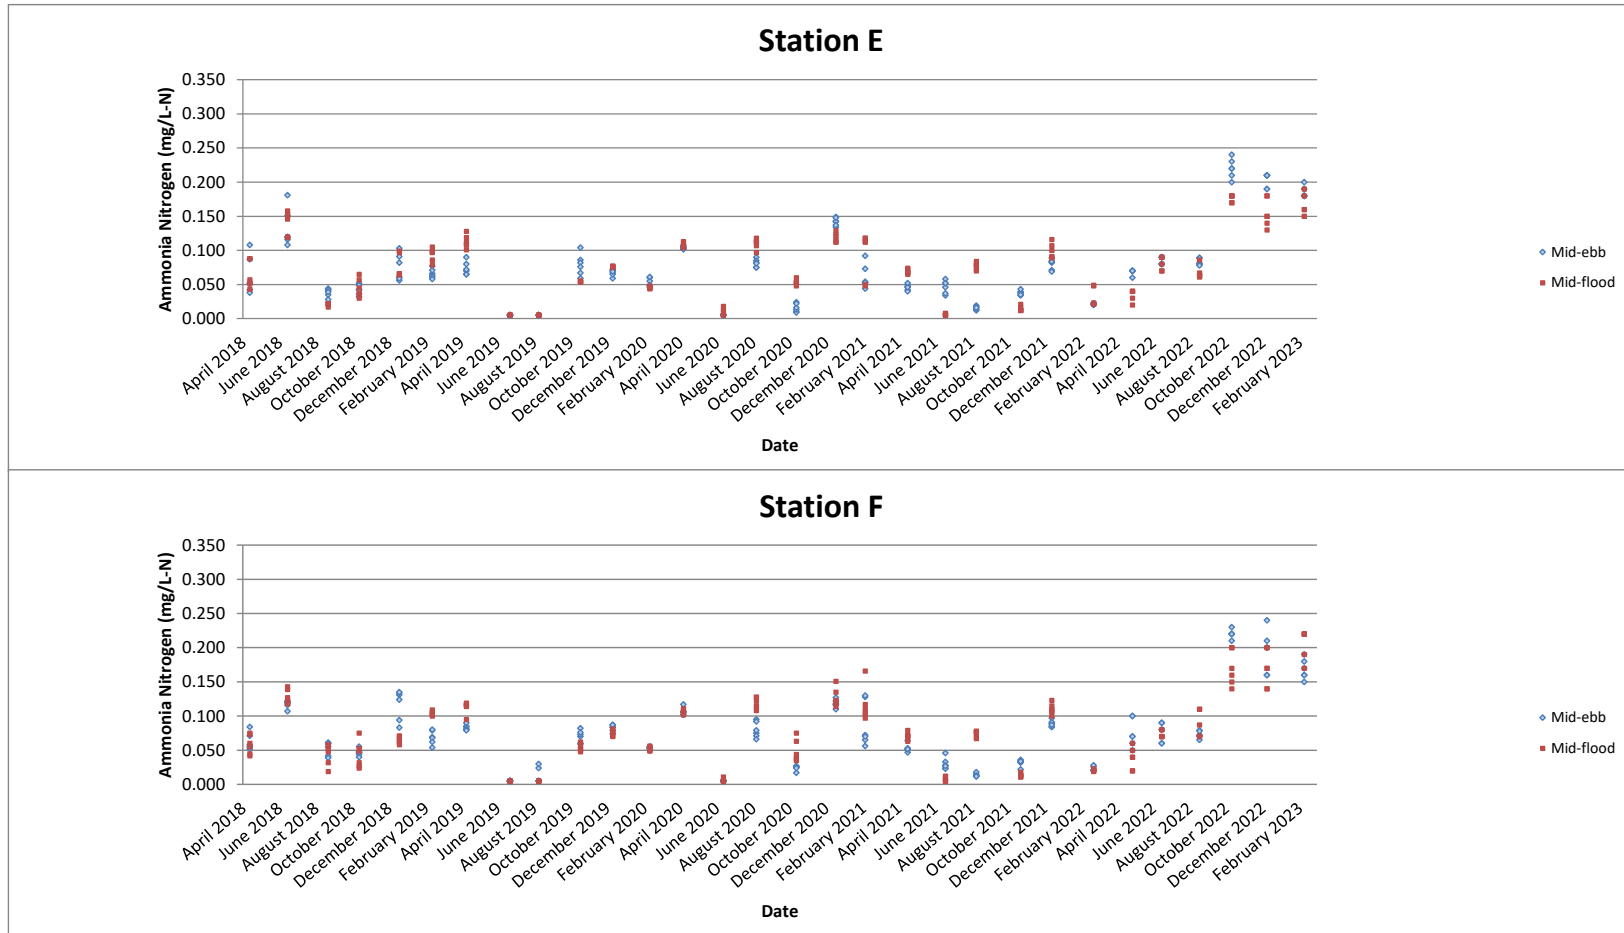 Station E
Ammonia Nitrogen (mg/L-N)
0.350
0.300
0.250
0.200
0.150
0.100
0.050
0.000
April 2018
June 2018
August 2018
October 2018
December 2018
February 2019
April 2019
June 2019
August 2019
October 2019
December 2019
February 2020
April 2020
June 2020
August 2020
October 2020
December 2020
February 2021
April 2021
June 2021
August 2021
October 2021
December 2021
February 2022
April 2022
June 2022
August 2022
October 2022
December 2022
February 2023
Date
Mid-ebb
Mid-flood
Station F
Ammonia Nitrogen (mg/L-N)
0.350
0.300
0.250
0.200
0.150
0.100
0.050
0.000
April 2018
June 2018
August 2018
October 2018
December 2018
February 2019
April 2019
June 2019
August 2019
October 2019
December 2019
February 2020
April 2020
June 2020
August 2020
October 2020
December 2020
February 2021
April 2021
June 2021
August 2021
October 2021
December 2021
February 2022
April 2022
June 2022
August 2022
October 2022
December 2022
February 2023
Date
Mid-ebb
Mid-flood